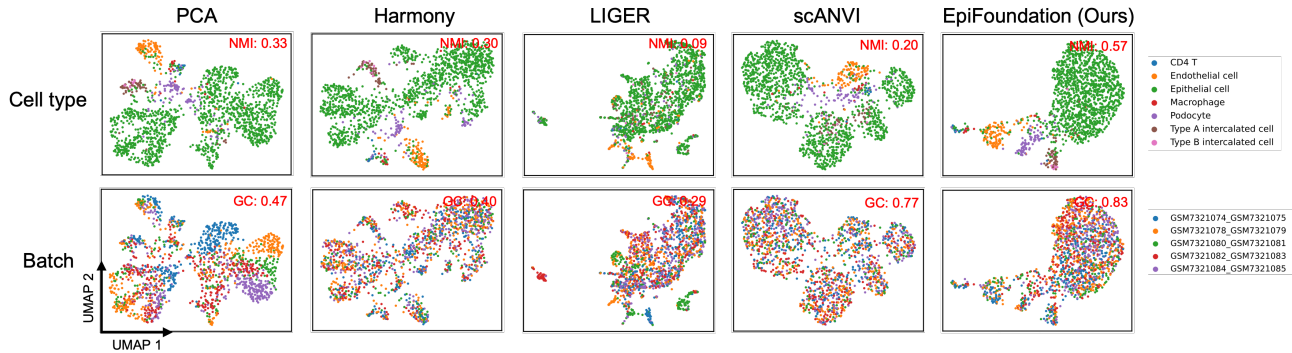 PCA
Harmony
LIGER
scANVI
EpiFoundation (Ours)
Cell type
NMI: 0.33
NMI: 0.30
NMI: 0.09
NMI: 0.20
NMI: 0.57
CD4 T
Endothelial cell
Epithelial cell
Macrophage
Podocyte
Type A intercalated cell
Type B intercalated cell
Batch
GC: 0.47
GC: 0.40
GC: 0.29
GC: 0.77
GC: 0.83
GSM7321074_GSM7321075
GSM7321078_GSM7321079
GSM7321080_GSM7321081
GSM7321082_GSM7321083
GSM7321084_GSM7321085
UMAP 2
UMAP 1